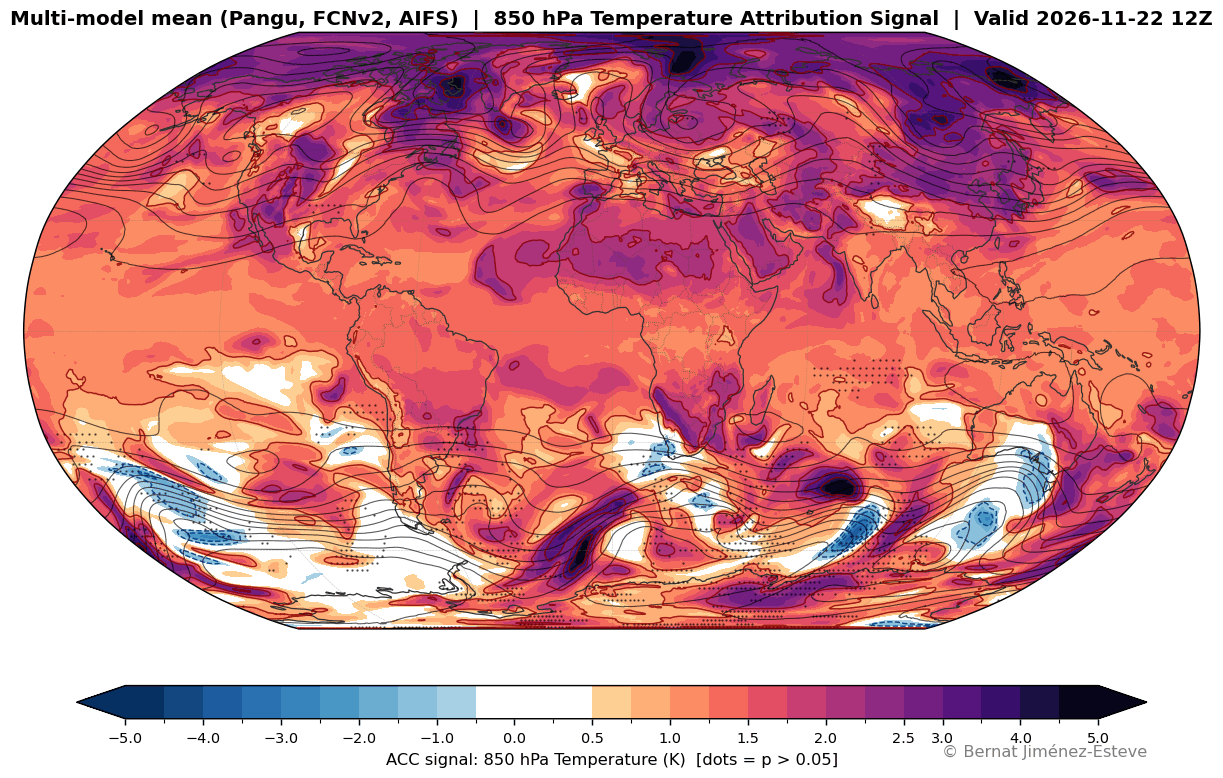 Multi-model mean (Pangu, FCNv2, AIFS)  |  850 hPa Temperature Attribution Signal  |  Valid 2026-11-22 12Z
−5.0 −4.0 −3.0 −2.0 −1.0 0.0 0.5 1.0 1.5 2.0 2.5 3.0 4.0 5.0
ACC signal: 850 hPa Temperature (K)  [dots = p > 0.05]
© Bernat Jiménez-Esteve